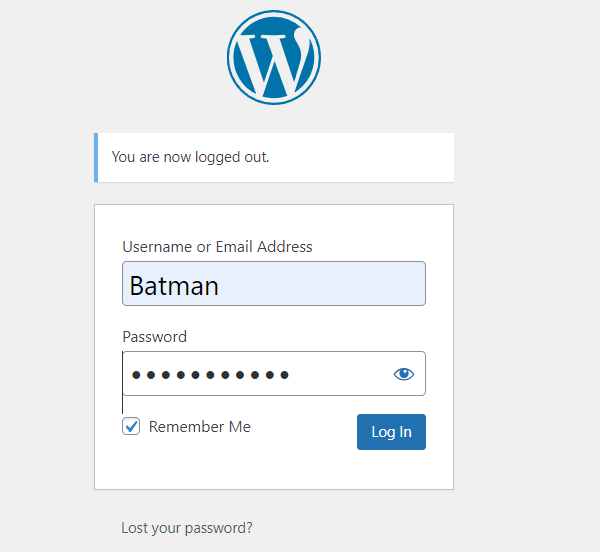 You are now logged out.
Username or Email Address
Batman
Password
•••••••••••
Remember Me
Log In
Lost your password?